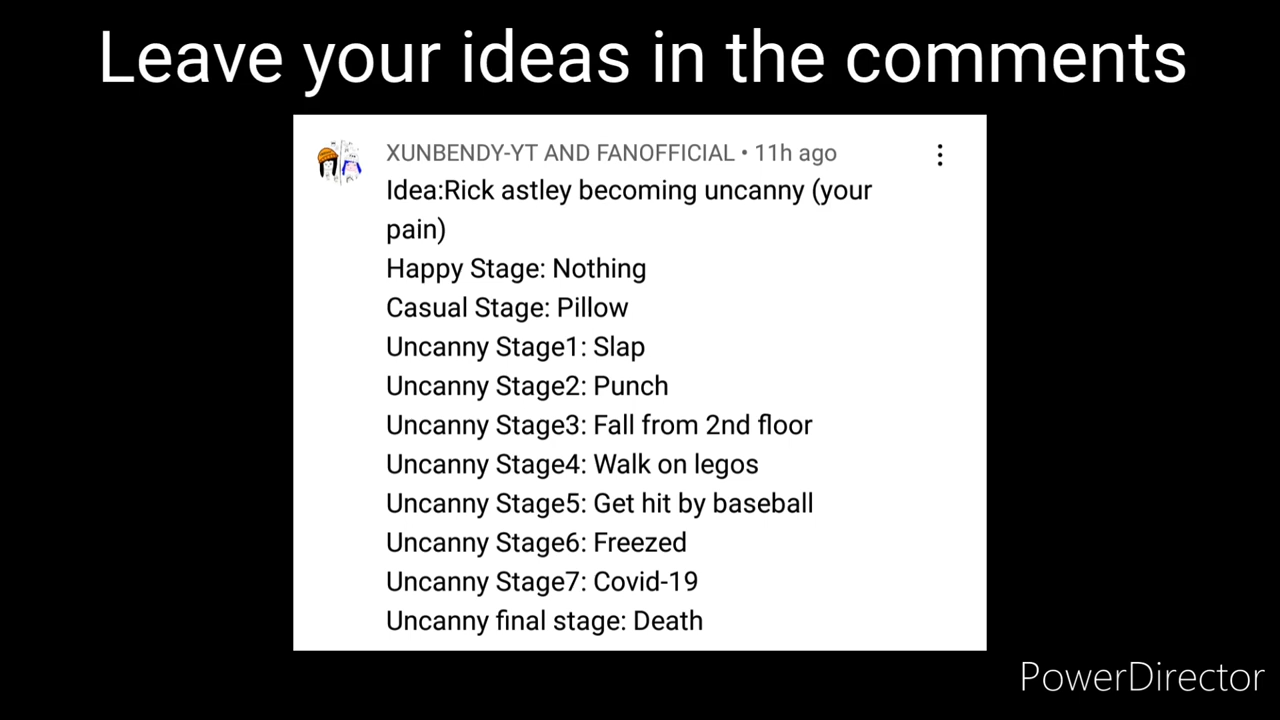 Leave your ideas in the comments
XUNBENDY-YT AND FANOFFICIAL • 11h ago
Idea:Rick astley becoming uncanny (your
pain)
Happy Stage: Nothing
Casual Stage: Pillow
Uncanny Stage1: Slap
Uncanny Stage2: Punch
Uncanny Stage3: Fall from 2nd floor
Uncanny Stage4: Walk on legos
Uncanny Stage5: Get hit by baseball
Uncanny Stage6: Freezed
Uncanny Stage7: Covid-19
Uncanny final stage: Death
PowerDirector